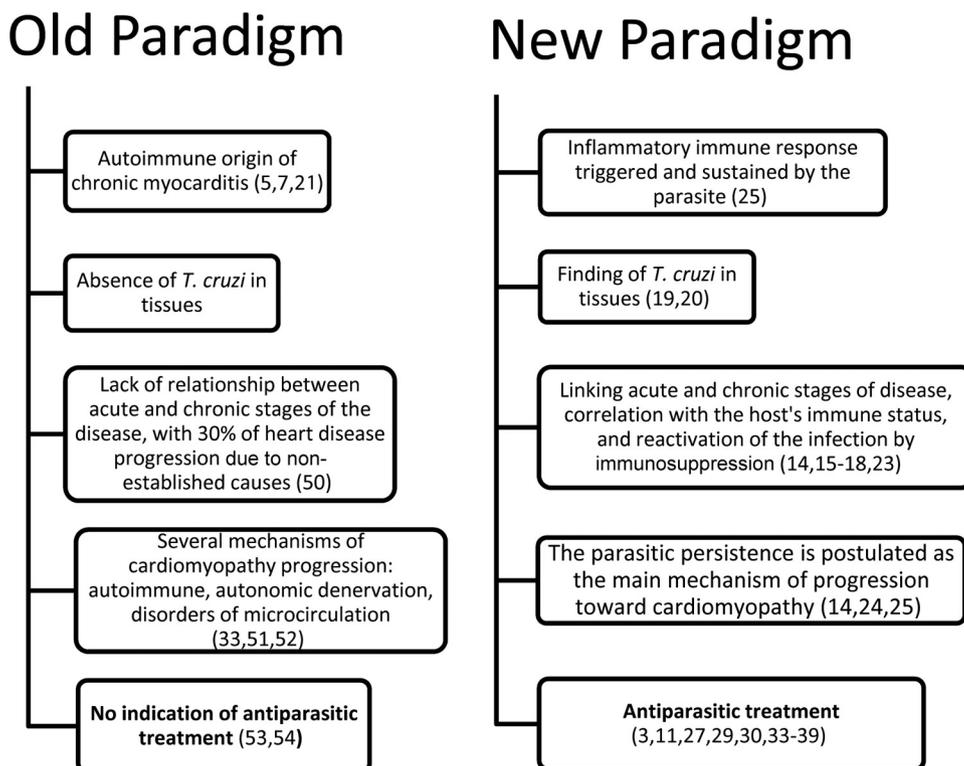 Old Paradigm
Autoimmune origin of
chronic myocarditis (5,7,21)
Absence of T. cruzi in
tissues
Lack of relationship between
acute and chronic stages of the
disease, with 30% of heart disease
progression due to non-
established causes (50)
Several mechanisms of
cardiomyopathy progression:
autoimmune, autonomic denervation,
disorders of microcirculation
(33,51,52)
No indication of antiparasitic
treatment (53,54)
New Paradigm
Inflammatory immune response
triggered and sustained by the
parasite (25)
Finding of T. cruzi in
tissues (19,20)
Linking acute and chronic stages of disease,
correlation with the host's immune status,
and reactivation of the infection by
immunosuppression (14,15-18,23)
The parasitic persistence is postulated as
the main mechanism of progression
toward cardiomyopathy (14,24,25)
Antiparasitic treatment
(3,11,27,29,30,33-39)